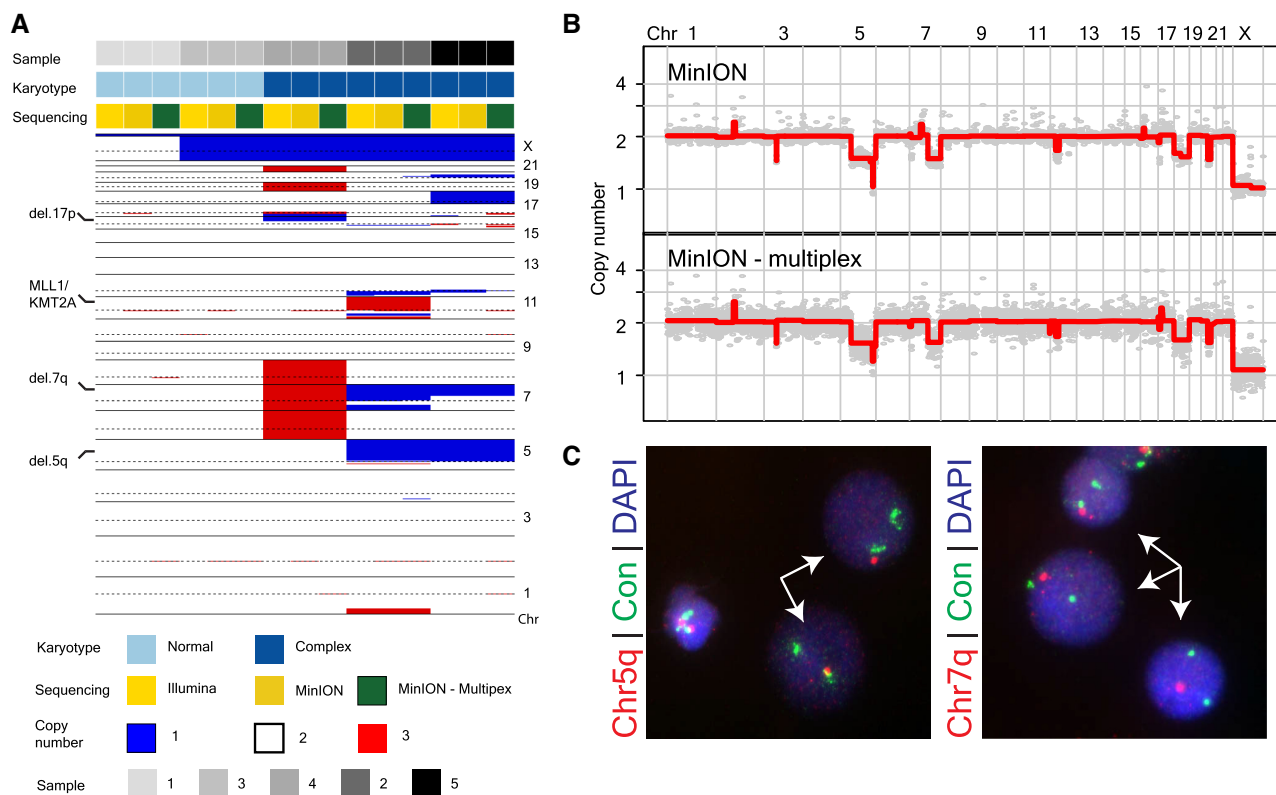 A
Sample
Karyotype
Sequencing
X
21
19
17
del.17p
15
13
MLL1/
KMT2A
11
9
del.7q
7
5
del.5q
3
1
Chr
Karyotype Normal Complex
Sequencing Illumina MinION MinION - Multipex
Copy
number 1 2 3
Sample 1 3 4 2 5
B
Chr 1 3 5 7 9 11 13 15 17 19 21 X
MinION
4
2
1
Copy number
MinION - multiplex
4
2
1
C
Chr5q | Con | DAPI
Chr7q | Con | DAPI